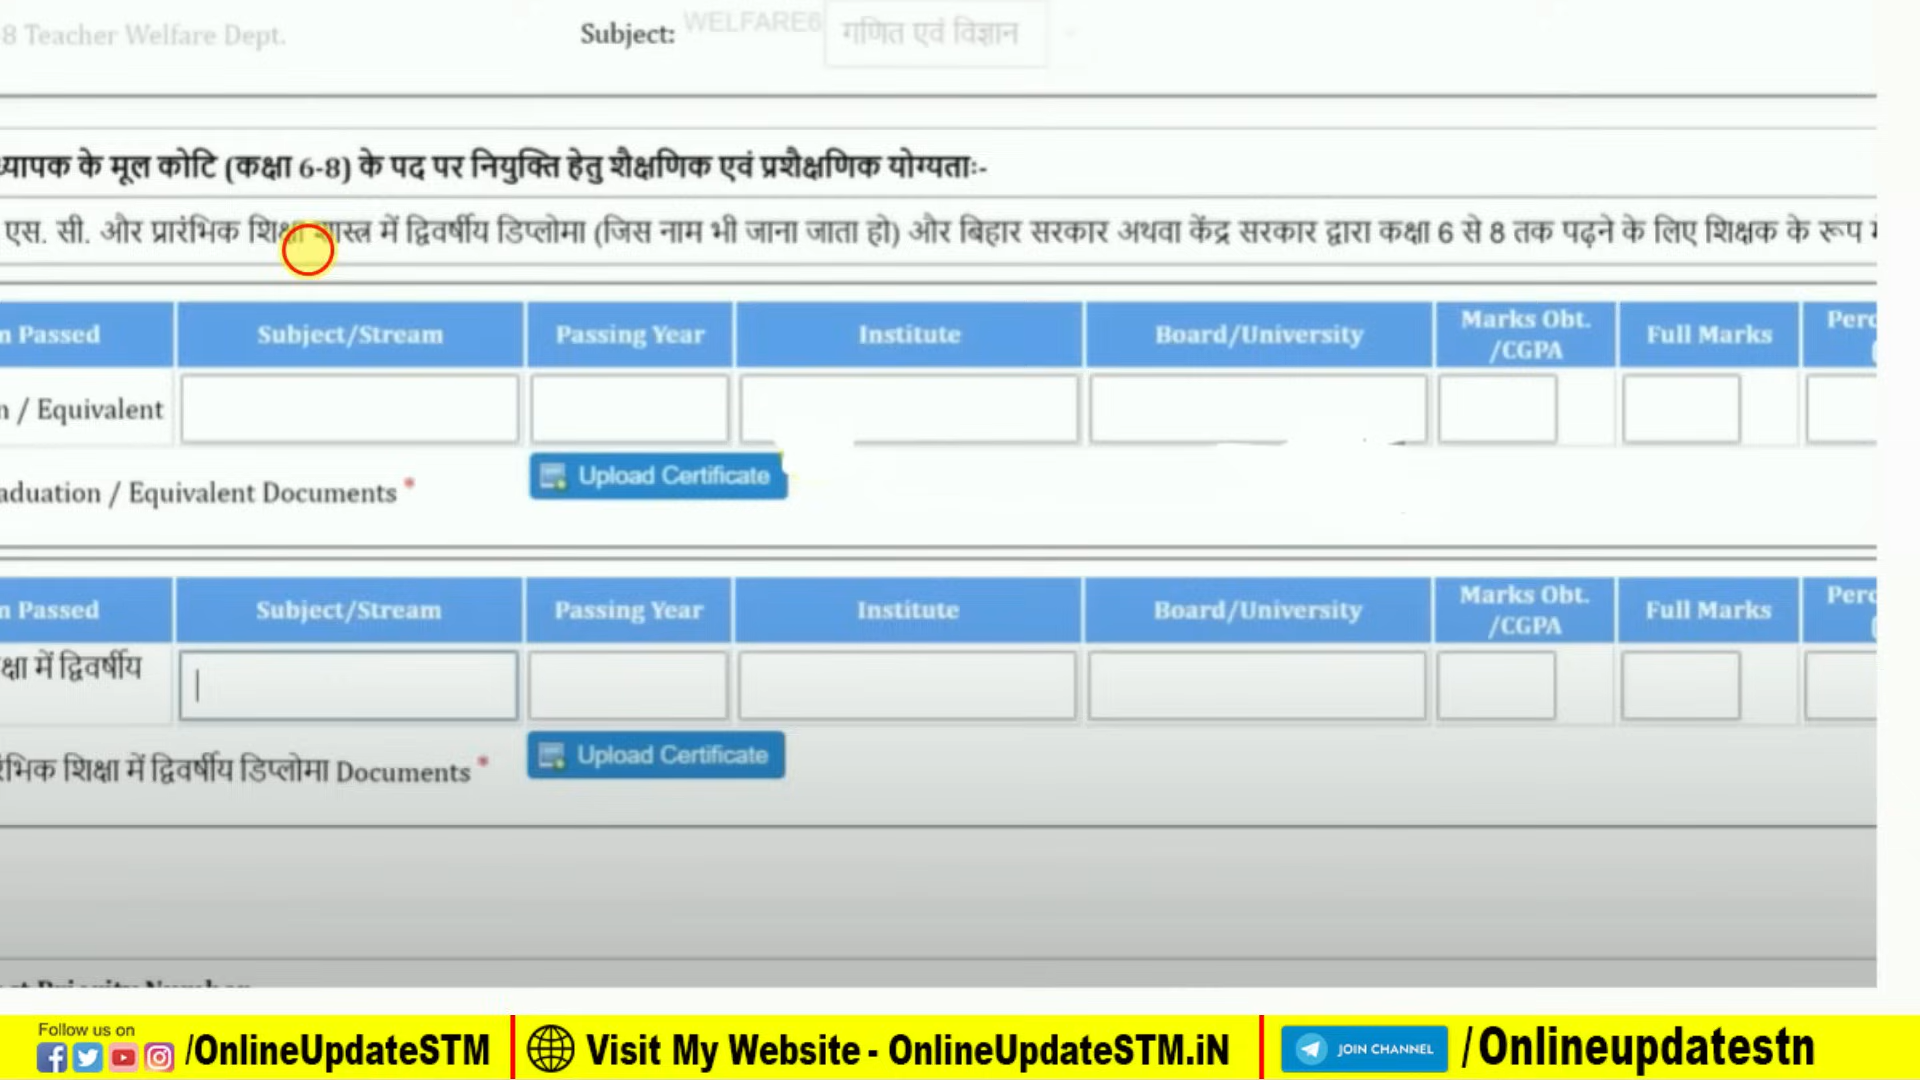 8 Teacher Welfare Dept. Subject: WELFARE6 गणित एवं विज्ञान
ध्यापक के मूल कोटि (कक्षा 6-8) के पद पर नियुक्ति हेतु शैक्षणिक एवं प्रशैक्षणिक योग्यताः-
एस. सी. और प्रारंभिक शिक्षा शास्त्र में द्विवर्षीय डिप्लोमा (जिस नाम भी जाना जाता हो) और बिहार सरकार अथवा केंद्र सरकार द्वारा कक्षा 6 से 8 तक पढ़ने के लिए शिक्षक के रूप
Passed Subject/Stream Passing Year Institute Board/University Marks Obt. /CGPA Full Marks Perc
n / Equivalent
Upload Certificate
aduation / Equivalent Documents *
Passed Subject/Stream Passing Year Institute Board/University Marks Obt. /CGPA Full Marks Perc
क्षा में द्विवर्षीय
Upload Certificate
रंभिक शिक्षा में द्विवर्षीय डिप्लोमा Documents *
Priority Number
Follow us on
/OnlineUpdateSTM Visit My Website - OnlineUpdateSTM.iN JOIN CHANNEL /Onlineupdatestn